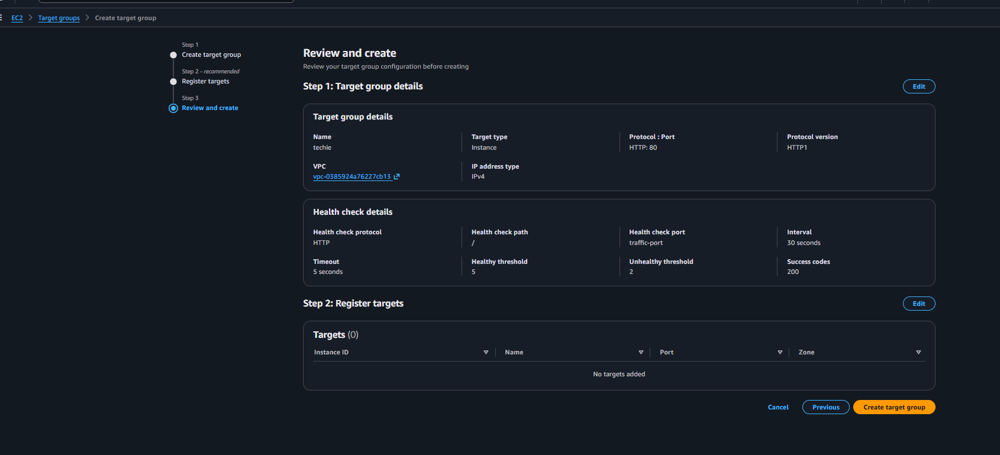 EC2 > Target groups > Create target group
Step 1
Create target group
Step 2 - recommended
Register targets
Step 3
Review and create
Review and create
Review your target group configuration before creating
Step 1: Target group details Edit
Target group details
Name Target type Protocol : Port Protocol version
techie Instance HTTP: 80 HTTP1
VPC IP address type
vpc-0385924a76227cb13 IPv4
Health check details
Health check protocol Health check path Health check port Interval
HTTP / traffic-port 30 seconds
Timeout Healthy threshold Unhealthy threshold Success codes
5 seconds 5 2 200
Step 2: Register targets Edit
Targets (0)
Instance ID Name Port Zone
No targets added
Cancel Previous Create target group